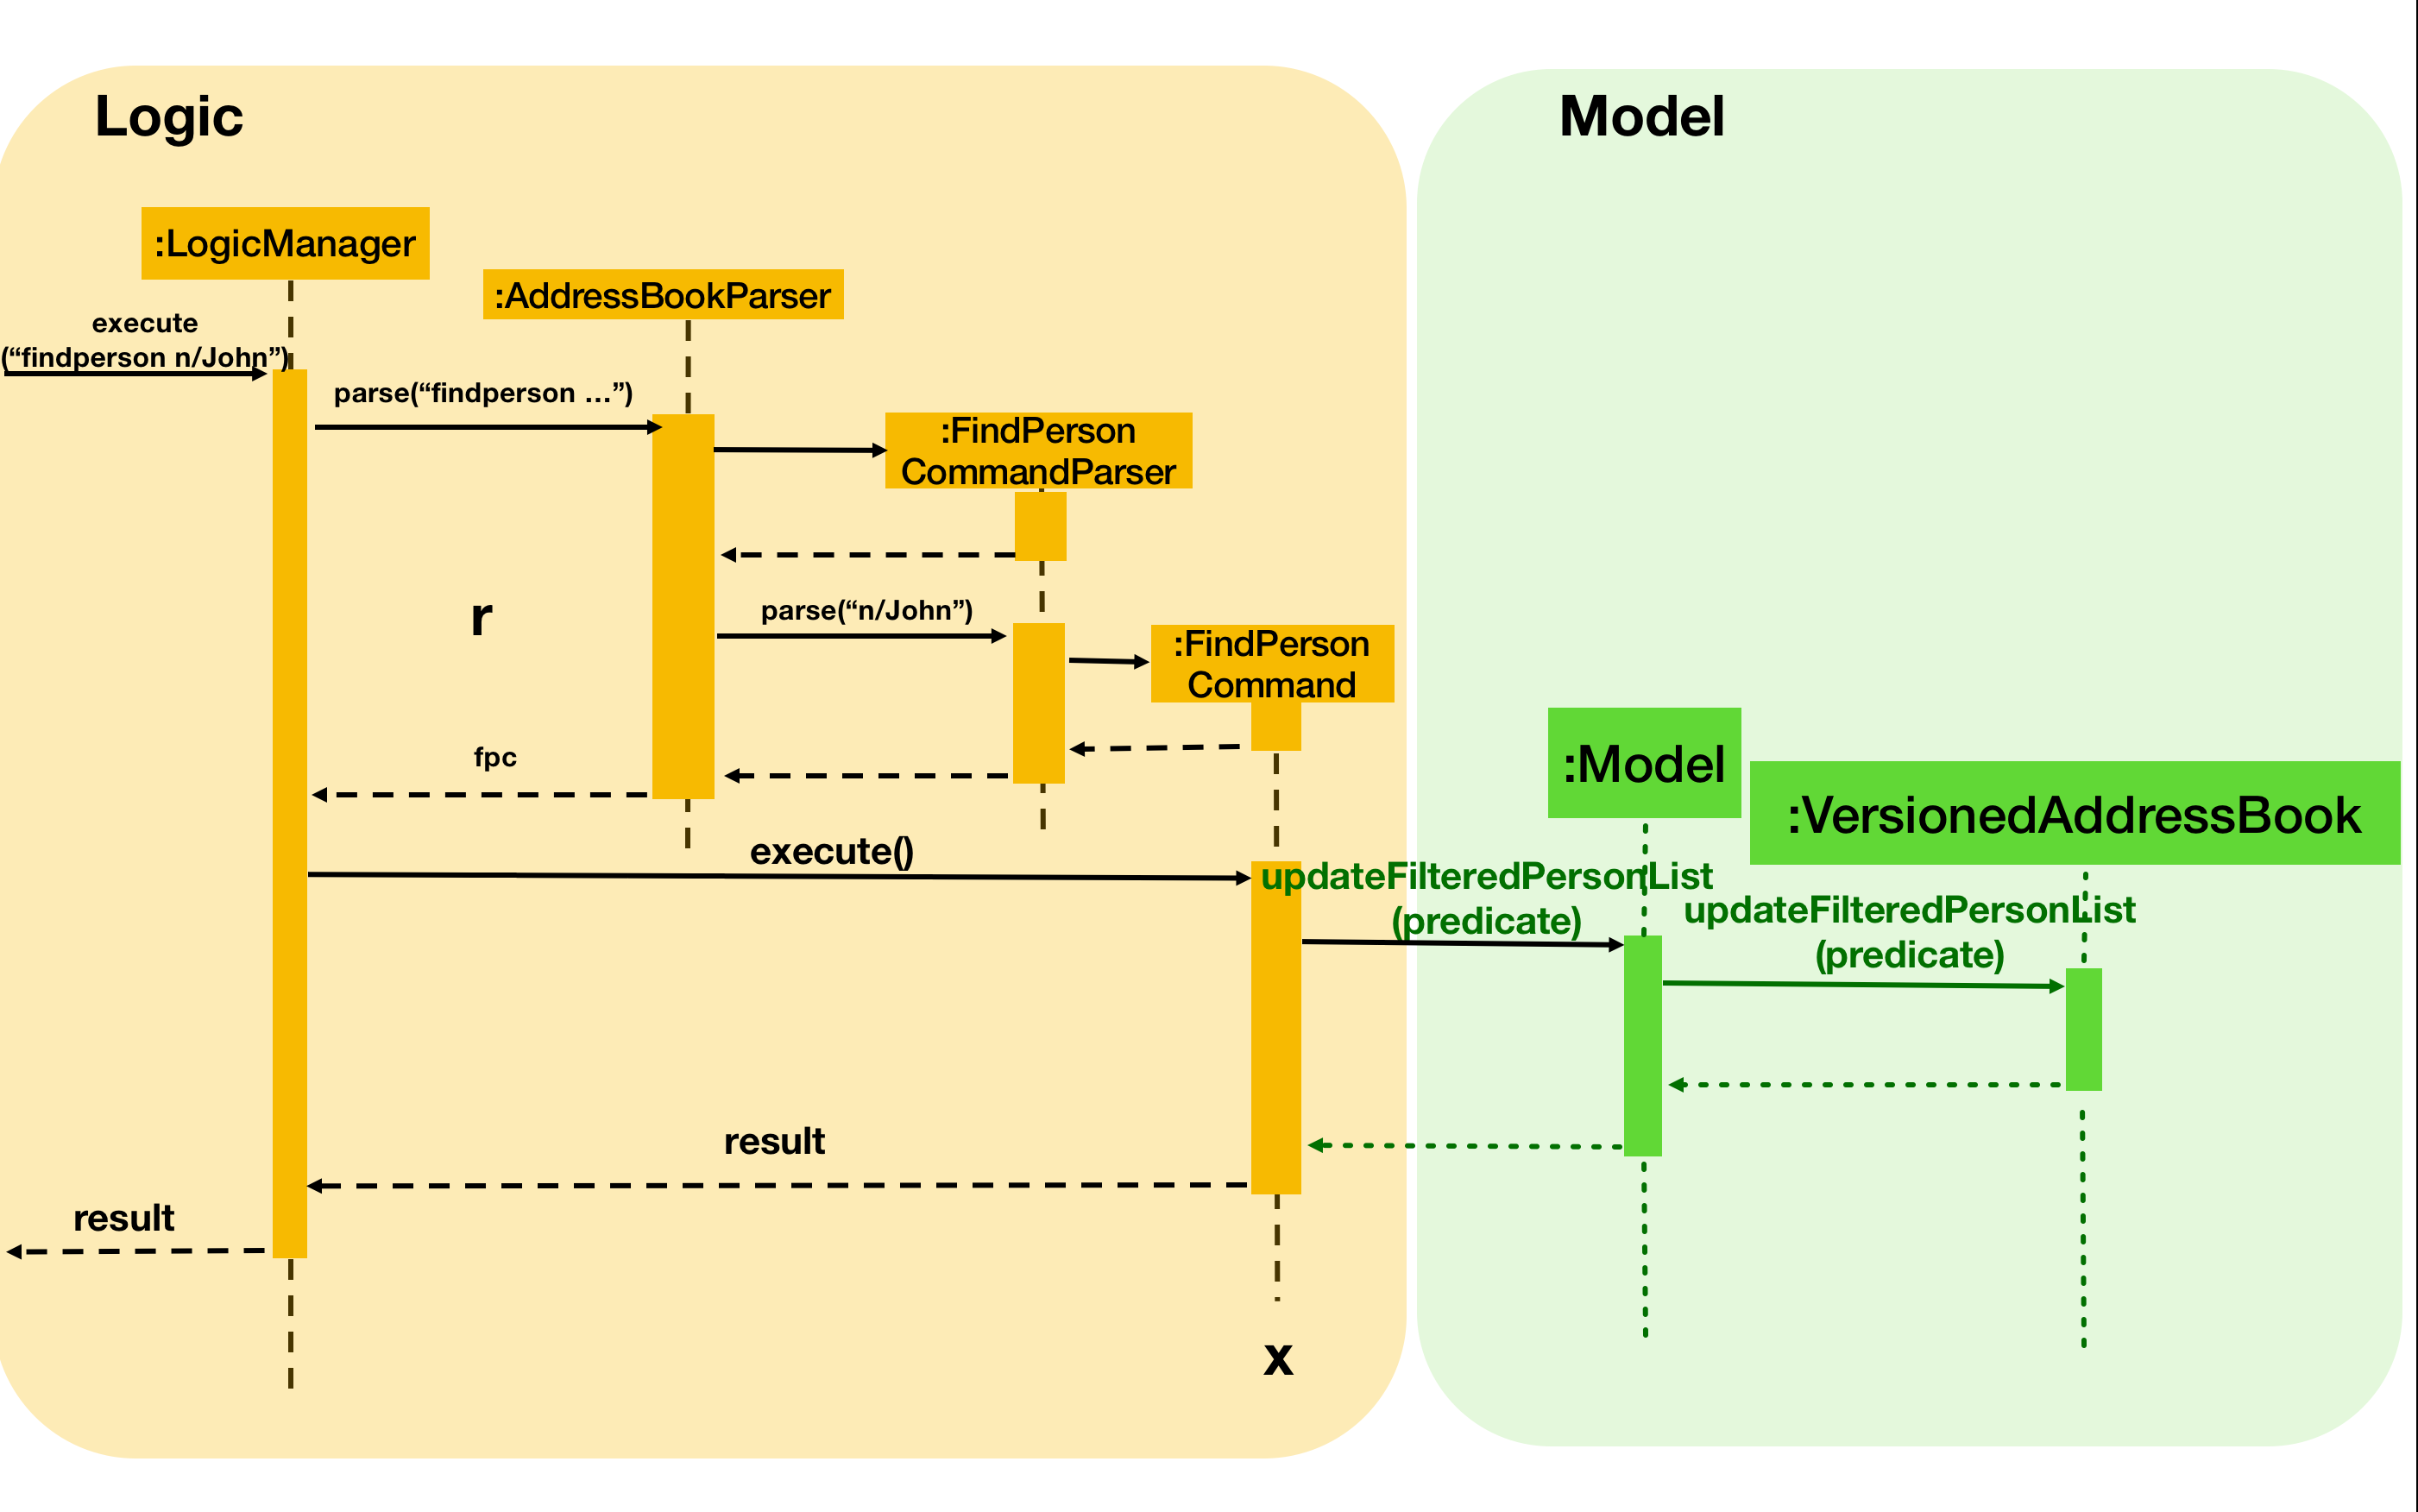 Logic
Model
:LogicManager
:AddressBookParser
execute
(“findperson n/John”)
parse(“findperson ...”)
:FindPerson
CommandParser
r
parse(“n/John”)
:FindPerson
Command
fpc
:Model
:VersionedAddressBook
execute()
updateFilteredPersonList
(predicate)
updateFilteredPersonList
(predicate)
result
result
x